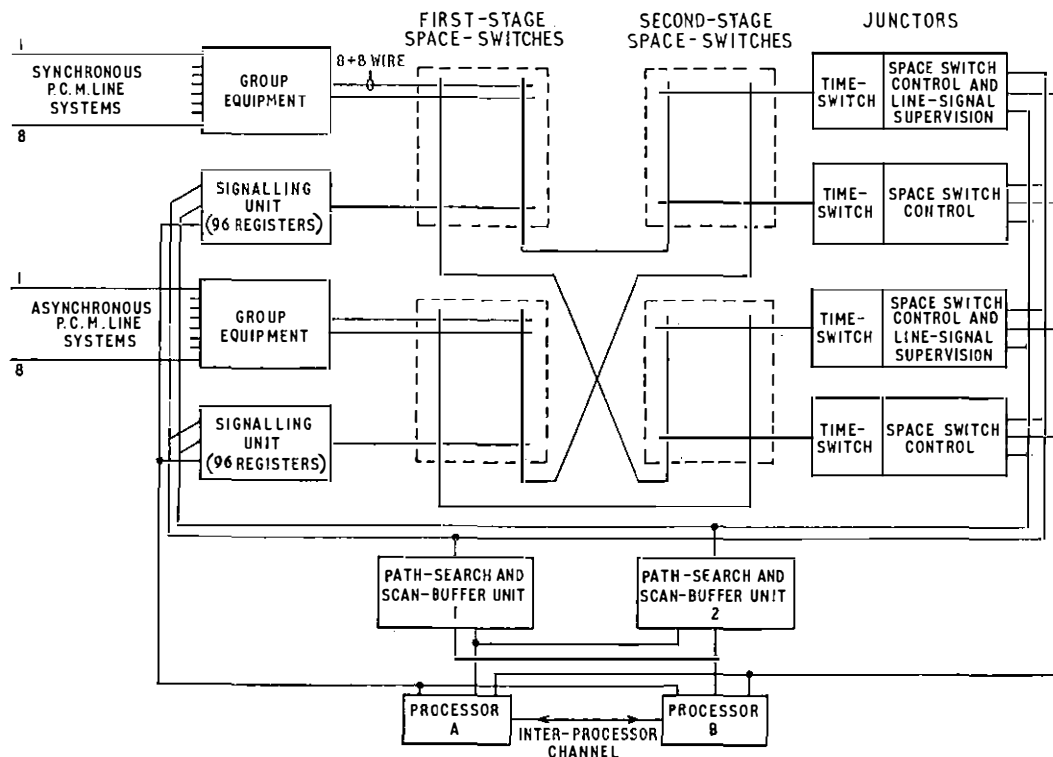 FIRST-STAGE
SPACE-SWITCHES
SECOND-STAGE
SPACE-SWITCHES
JUNCTORS
1
SYNCHRONOUS
P.C.M. LINE
SYSTEMS
8
GROUP
EQUIPMENT
8+8 WIRE
TIME-
SWITCH
SPACE SWITCH
CONTROL AND
LINE-SIGNAL
SUPERVISION
SIGNALLING
UNIT
(96 REGISTERS)
TIME-
SWITCH
SPACE SWITCH
CONTROL
1
ASYNCHRONOUS
P.C.M. LINE
SYSTEMS
8
GROUP
EQUIPMENT
TIME-
SWITCH
SPACE SWITCH
CONTROL AND
LINE-SIGNAL
SUPERVISION
SIGNALLING
UNIT
(96 REGISTERS)
TIME-
SWITCH
SPACE SWITCH
CONTROL
PATH-SEARCH AND
SCAN-BUFFER UNIT
1
PATH-SEARCH AND
SCAN-BUFFER UNIT
2
PROCESSOR
A
INTER-PROCESSOR
CHANNEL
PROCESSOR
B